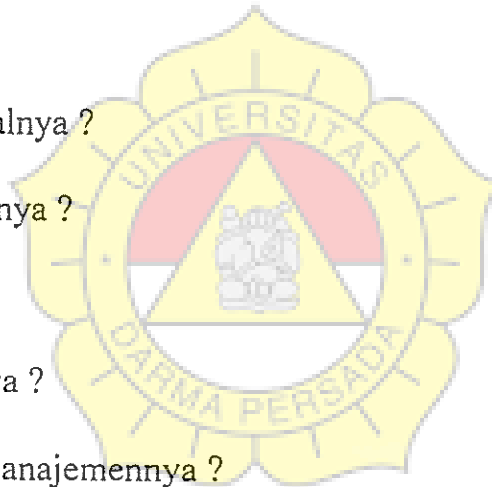 alnya ?
nya ?
a ?
anajemennya ?
UNIVERSITAS
DARMA PERSADA